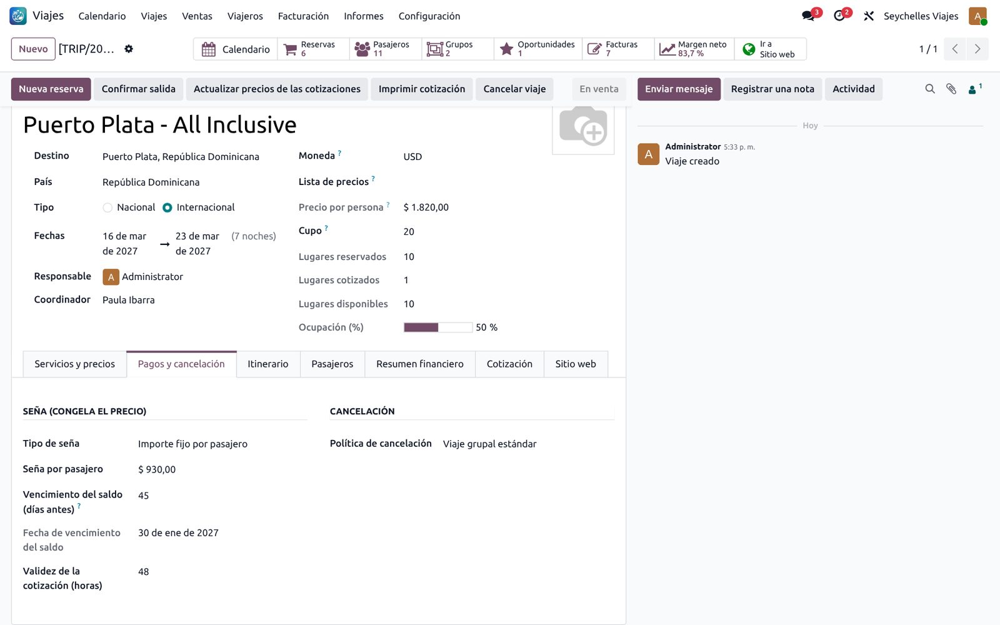 Viajes Calendario Viajes Ventas Viajeros Facturación Informes Configuración 3 2 Seychelles Viajes A
Nuevo [TRIP/20... Calendario Reservas 6 Pasajeros 11 Grupos 2 Oportunidades 1 Facturas 7 Margen neto 83,7 % Ir a Sitio web 1 / 1
Nueva reserva Confirmar salida Actualizar precios de las cotizaciones Imprimir cotización Cancelar viaje En venta Enviar mensaje Registrar una nota Actividad 1
Puerto Plata - All Inclusive
Hoy
A Administrator 5:33 p. m.
Viaje creado
Destino Puerto Plata, República Dominicana
País República Dominicana
Tipo Nacional Internacional
Fechas 16 de mar de 2027 → 23 de mar de 2027 (7 noches)
Responsable A Administrator
Coordinador Paula Ibarra
Moneda ? USD
Lista de precios ?
Precio por persona ? $ 1.820,00
Cupo ? 20
Lugares reservados 10
Lugares cotizados 1
Lugares disponibles 10
Ocupación (%) 50 %
Servicios y precios Pagos y cancelación Itinerario Pasajeros Resumen financiero Cotización Sitio web
SEÑA (CONGELA EL PRECIO)
Tipo de seña Importe fijo por pasajero
Seña por pasajero $ 930,00
Vencimiento del saldo (días antes) ? 45
Fecha de vencimiento del saldo 30 de ene de 2027
Validez de la cotización (horas) 48
CANCELACIÓN
Política de cancelación Viaje grupal estándar